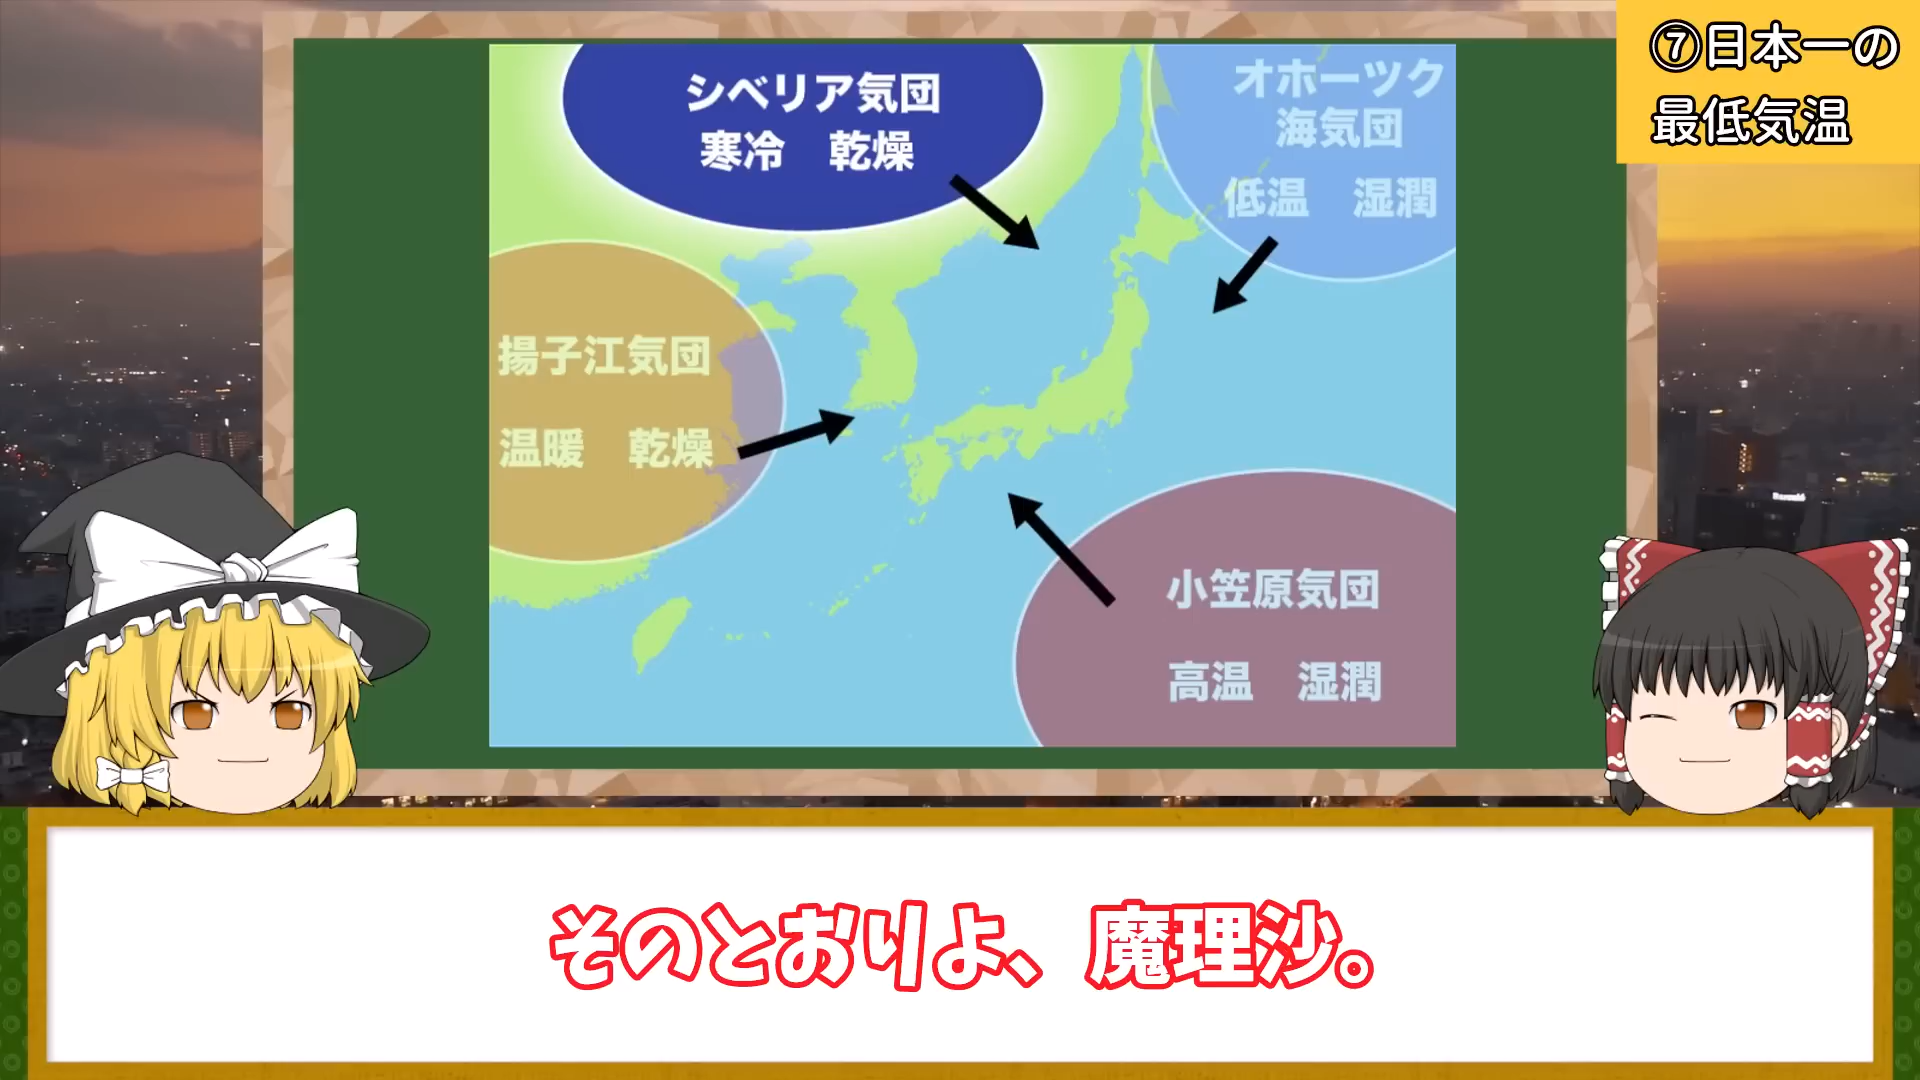 ⑦日本一の
最低気温
シベリア気団
寒冷　乾燥
オホーツク
海気団
低温　湿潤
揚子江気団
温暖　乾燥
小笠原気団
高温　湿潤
そのとおりよ、魔理沙。